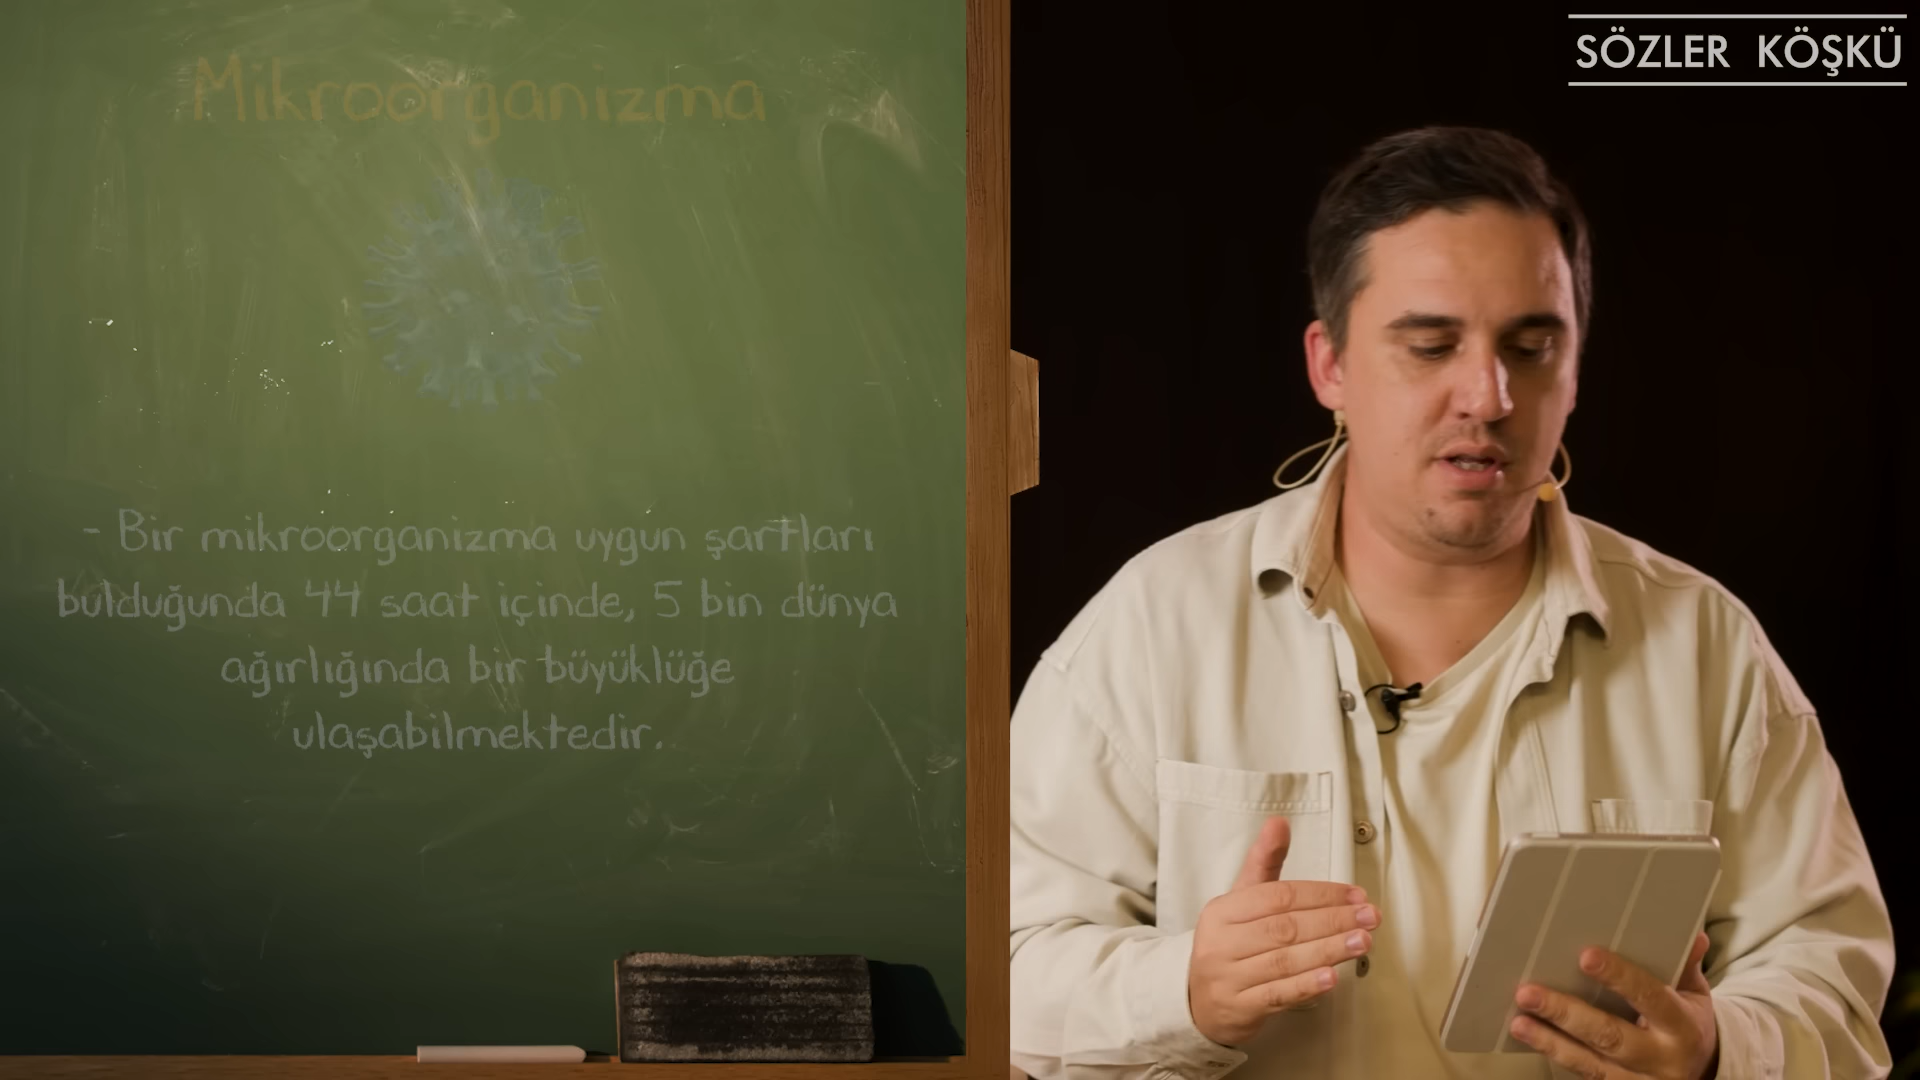 SÖZLER KÖŞKÜ
Mikroorganizma
- Bir mikroorganizma uygun şartları
bulduğunda 44 saat içinde, 5 bin dünya
ağırlığında bir büyüklüğe
ulaşabilmektedir.